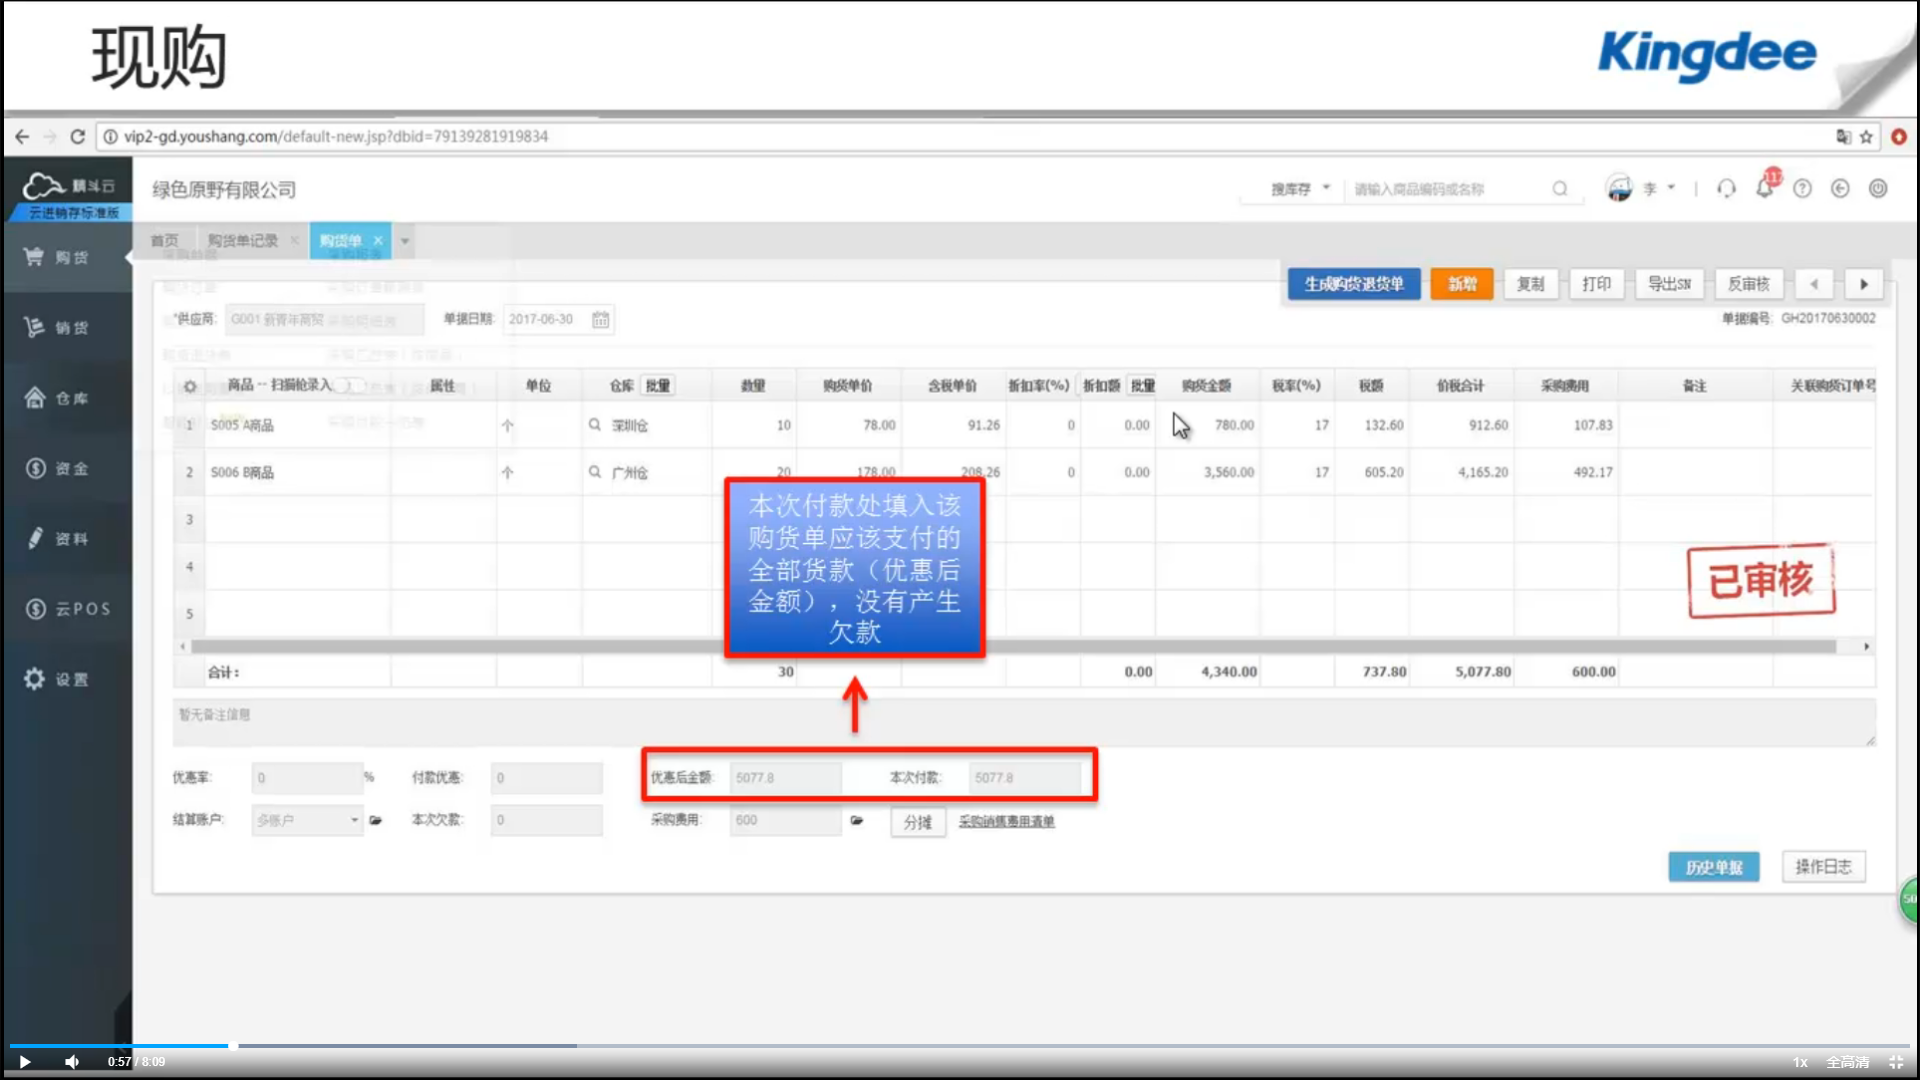 现购
Kingdee
vip2-gd.youshang.com/default-new.jsp?dbid=79139281919834
精斗云
云进销存标准版
绿色原野有限公司
搜库存
请输入商品编码或名称
李
首页
购货单记录
购货单
购货
销货
仓库
资金
资料
云POS
设置
生成购货退货单
新增
复制
打印
导出SN
反审核
*供应商:
G001 新青年商贸
单据日期:
2017-06-30
单据编号: GH20170630002
商品 -- 扫描枪录入 属性 单位 仓库 批量 数量 购货单价 含税单价 折扣率(%) 折扣额 批量 购货金额 税率(%) 税额 价税合计 采购费用 备注 关联购货订单号
1 S005 A商品 个 深圳仓 10 78.00 91.26 0 0.00 780.00 17 132.60 912.60 107.83
2 S006 B商品 个 广州仓 20 178.00 208.26 0 0.00 3,560.00 17 605.20 4,165.20 492.17
3
4
5
本次付款处填入该
购货单应该支付的
全部货款（优惠后
金额），没有产生
欠款
已审核
合计: 30 0.00 4,340.00 737.80 5,077.80 600.00
暂无备注信息
优惠率: 0 % 付款优惠: 0 优惠后金额: 5077.8 本次付款: 5077.8
结算账户: 多账户 本次欠款: 0 采购费用: 600 分摊 采购销售费用清单
历史单据
操作日志
0:57 / 8:09
1x
全高清